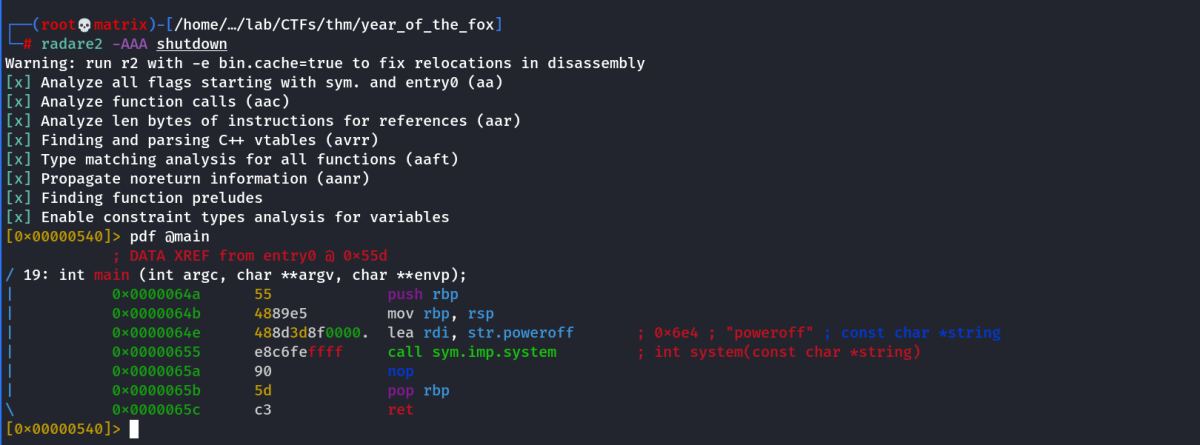 ┌──(root💀matrix)-[/home/…/lab/CTFs/thm/year_of_the_fox]
└─# radare2 -AAA shutdown
Warning: run r2 with -e bin.cache=true to fix relocations in disassembly
[x] Analyze all flags starting with sym. and entry0 (aa)
[x] Analyze function calls (aac)
[x] Analyze len bytes of instructions for references (aar)
[x] Finding and parsing C++ vtables (avrr)
[x] Type matching analysis for all functions (aaft)
[x] Propagate noreturn information (aanr)
[x] Finding function preludes
[x] Enable constraint types analysis for variables
[0×00000540]> pdf @main
; DATA XREF from entry0 @ 0×55d
/ 19: int main (int argc, char **argv, char **envp);
| 0×0000064a 55 push rbp
| 0×0000064b 4889e5 mov rbp, rsp
| 0×0000064e 488d3d8f0000. lea rdi, str.poweroff ; 0×6e4 ; "poweroff" ; const char *string
| 0×00000655 e8c6feffff call sym.imp.system ; int system(const char *string)
| 0×0000065a 90 nop
| 0×0000065b 5d pop rbp
\ 0×0000065c c3 ret
[0×00000540]>